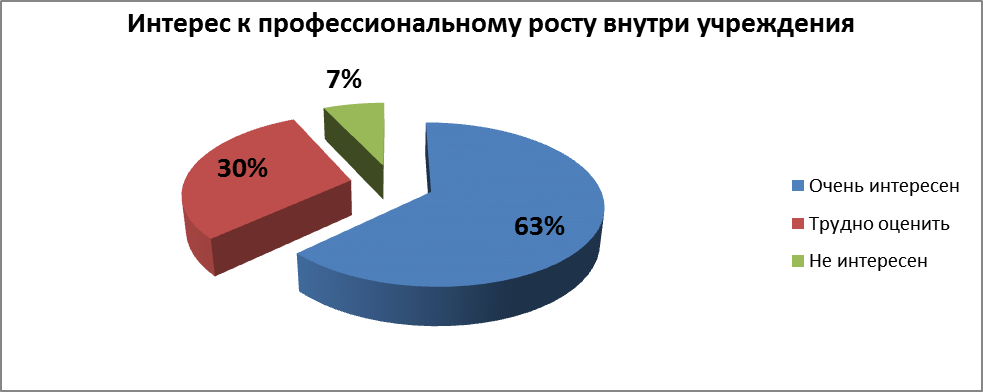 Интерес к профессиональному росту внутри учреждения
7%
30%
63%
Очень интересен
Трудно оценить
Не интересен